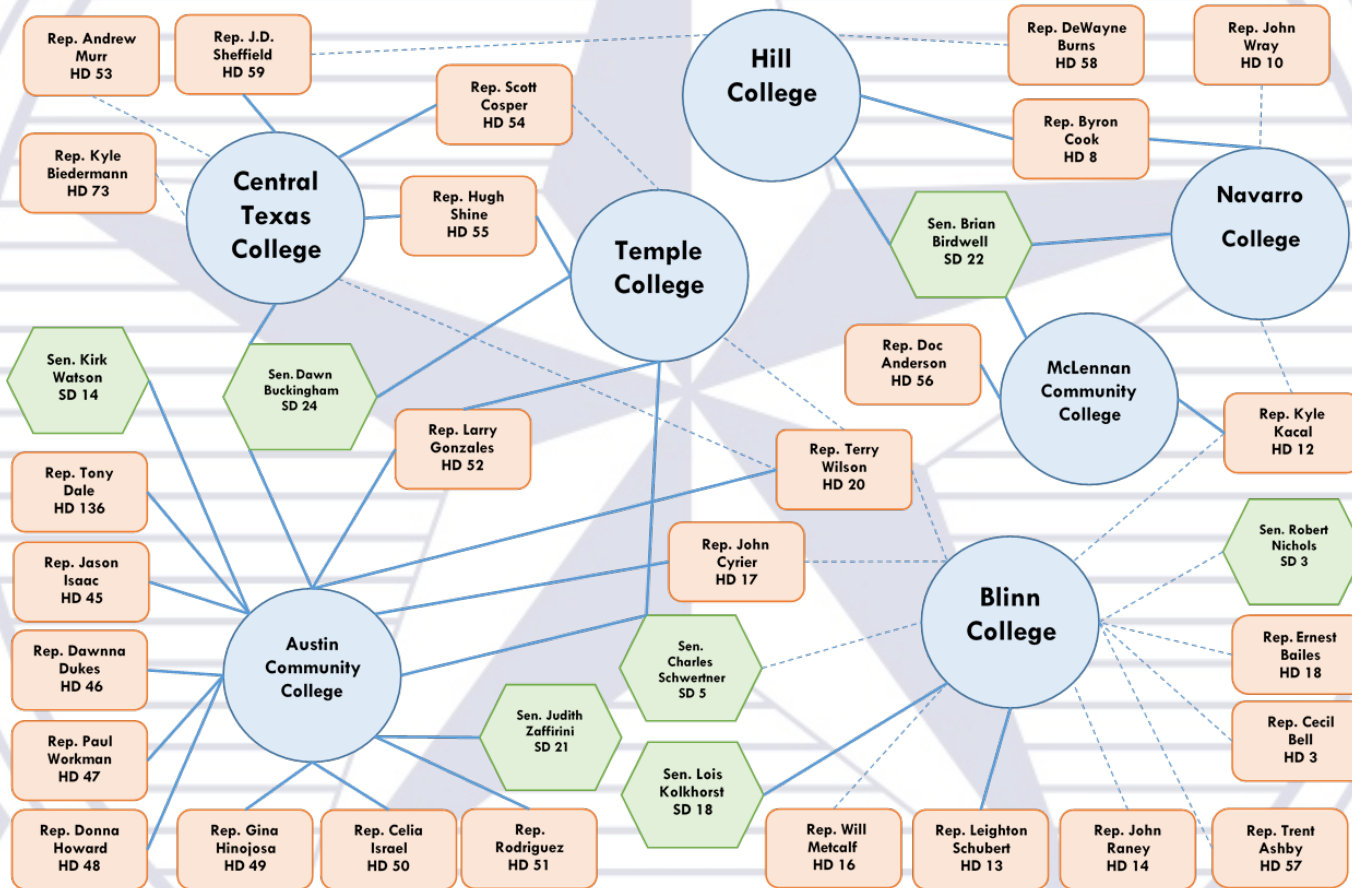 Rep. Andrew
Murr
HD 53
Rep. J.D.
Sheffield
HD 59
Hill
College
Rep. DeWayne
Burns
HD 58
Rep. John
Wray
HD 10
Rep. Scott
Cosper
HD 54
Rep. Byron
Cook
HD 8
Rep. Kyle
Biedermann
HD 73
Central
Texas
College
Rep. Hugh
Shine
HD 55
Temple
College
Sen. Brian
Birdwell
SD 22
Navarro
College
Sen. Kirk
Watson
SD 14
Sen. Dawn
Buckingham
SD 24
Rep. Doc
Anderson
HD 56
McLennan
Community
College
Rep. Larry
Gonzales
HD 52
Rep. Terry
Wilson
HD 20
Rep. Kyle
Kacal
HD 12
Rep. Tony
Dale
HD 136
Rep. Jason
Isaac
HD 45
Rep. John
Cyrier
HD 17
Sen. Robert
Nichols
SD 3
Blinn
College
Rep. Dawnna
Dukes
HD 46
Austin
Community
College
Sen.
Charles
Schwertner
SD 5
Rep. Ernest
Bailes
HD 18
Rep. Paul
Workman
HD 47
Sen. Judith
Zaffirini
SD 21
Sen. Lois
Kolkhorst
SD 18
Rep. Cecil
Bell
HD 3
Rep. Donna
Howard
HD 48
Rep. Gina
Hinojosa
HD 49
Rep. Celia
Israel
HD 50
Rep.
Rodriguez
HD 51
Rep. Will
Metcalf
HD 16
Rep. Leighton
Schubert
HD 13
Rep. John
Raney
HD 14
Rep. Trent
Ashby
HD 57